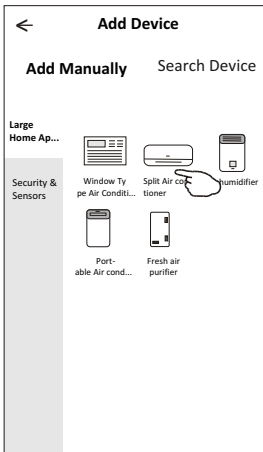 Add Device
Add Manually
Search Device
Large
Home Ap...
Security &
Sensors
Window Ty
pe Air Conditi...
Split Air co
tioner
humidifier
Port-
able Air cond...
Fresh air
purifier